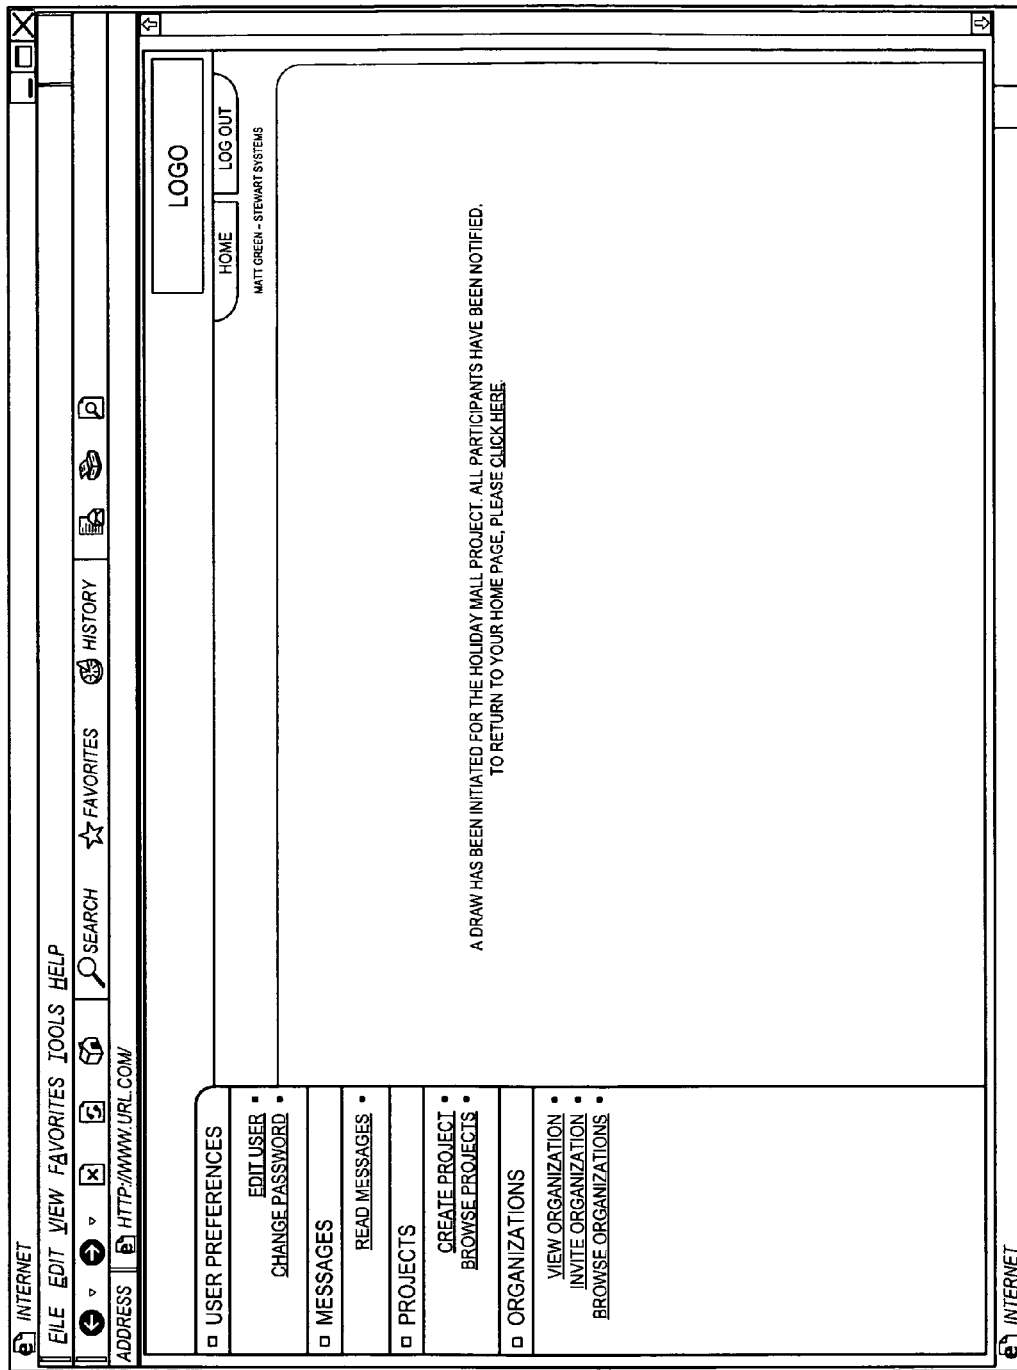 INTERNET
FILE EDIT VIEW FAVORITES TOOLS HELP
SEARCH FAVORITES HISTORY
ADDRESS HTTP://WWW.URL.COM/
LOGO
HOME LOG OUT
MATT GREEN – STEWART SYSTEMS
USER PREFERENCES
EDIT USER
CHANGE PASSWORD
MESSAGES
READ MESSAGES
PROJECTS
CREATE PROJECT
BROWSE PROJECTS
ORGANIZATIONS
VIEW ORGANIZATION
INVITE ORGANIZATION
BROWSE ORGANIZATIONS
A DRAW HAS BEEN INITIATED FOR THE HOLIDAY MALL PROJECT. ALL PARTICIPANTS HAVE BEEN NOTIFIED.
TO RETURN TO YOUR HOME PAGE, PLEASE CLICK HERE.
INTERNET